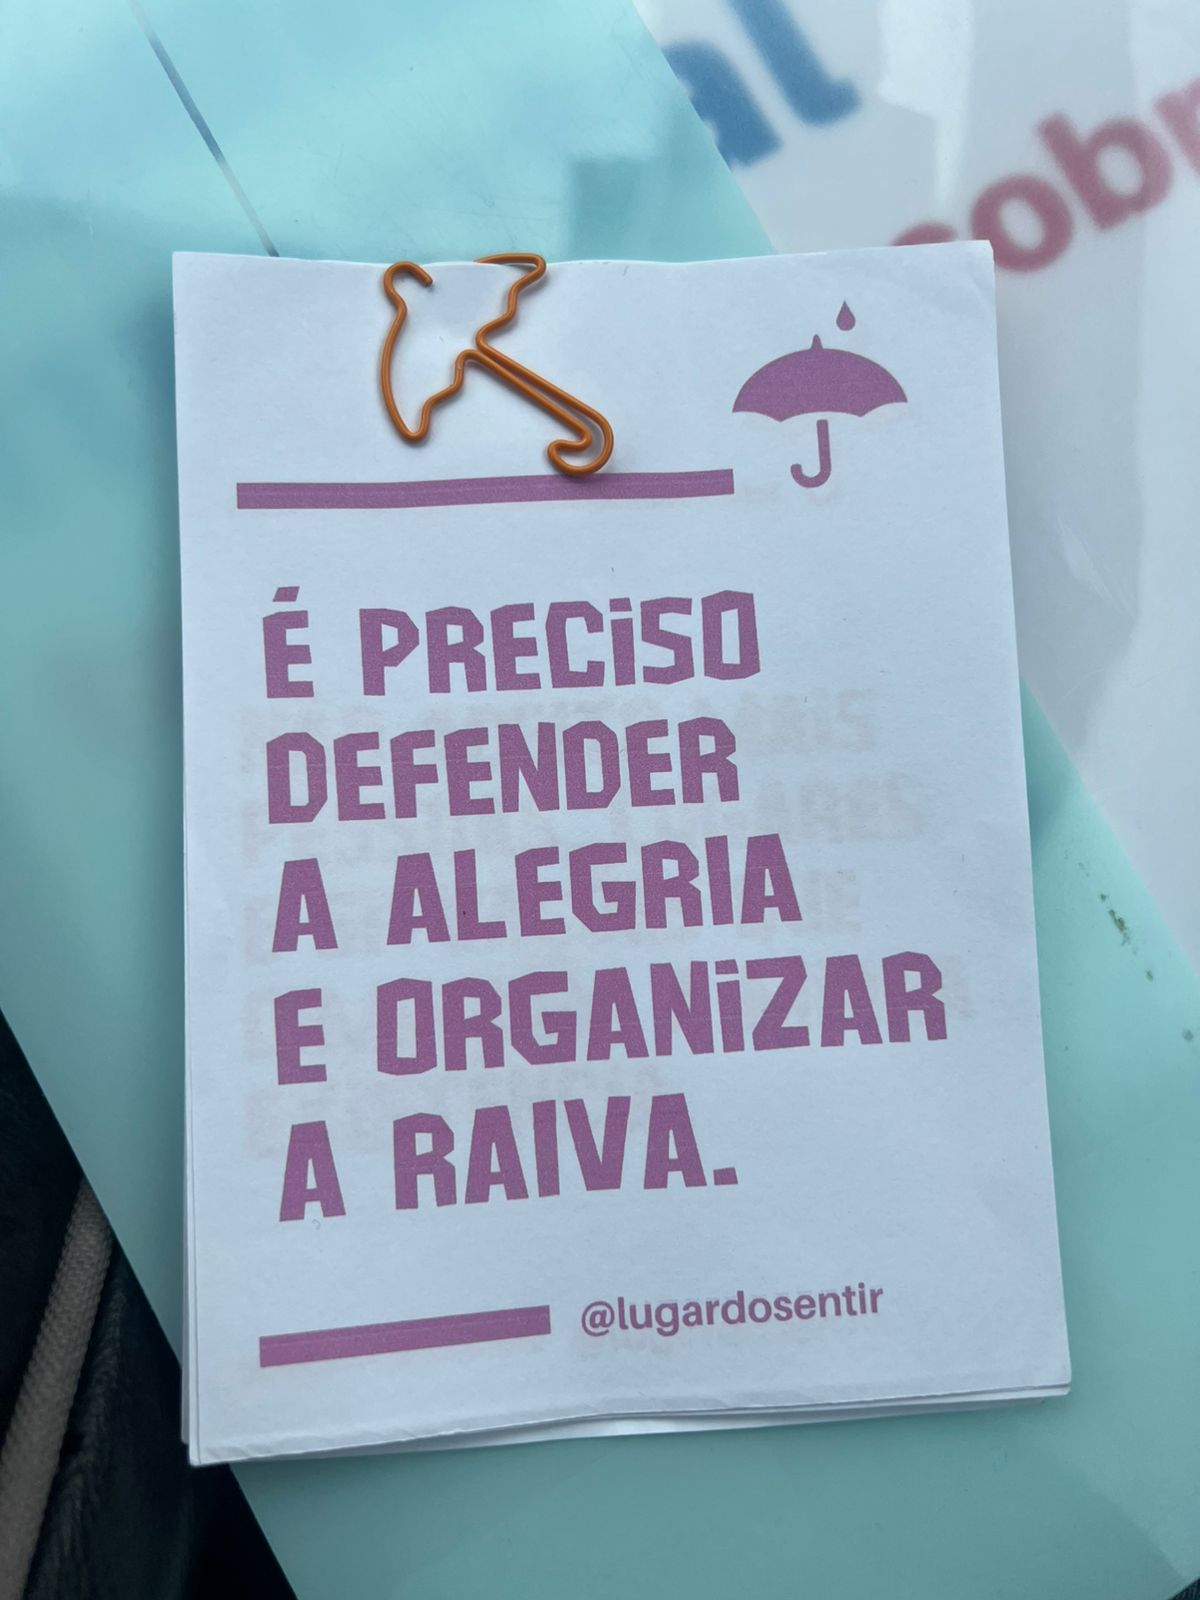 É PRECISO
DEFENDER
A ALEGRIA
E ORGANIZAR
A RAIVA.
@lugardosentir